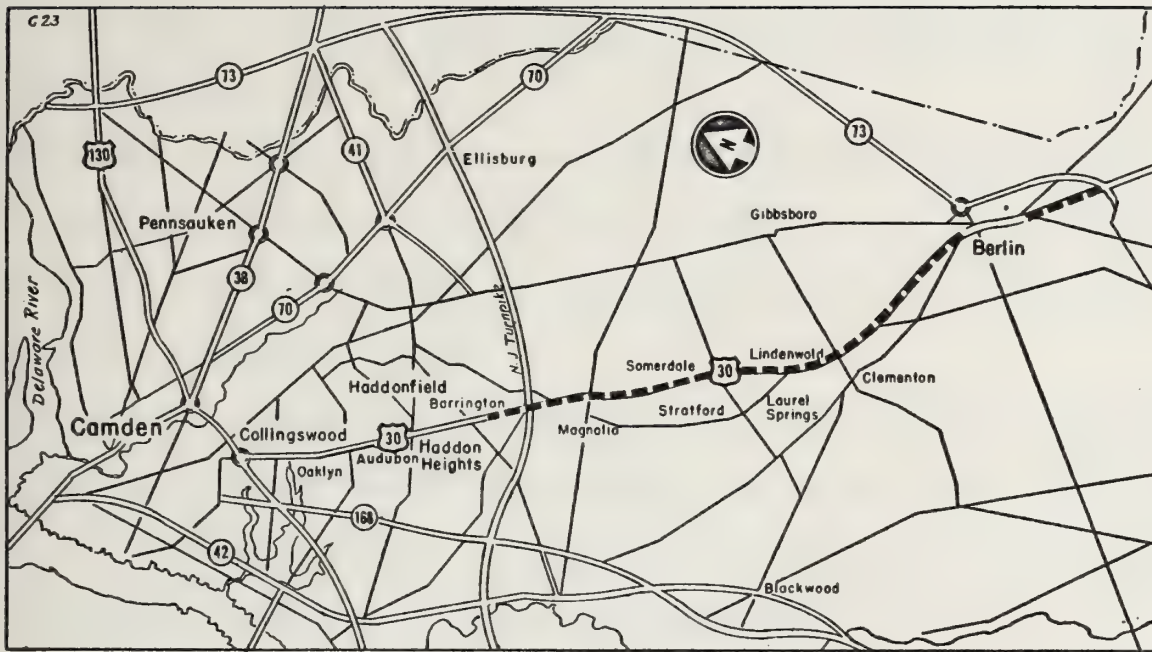 C 23
73
130
41
70
Ellisburg
N
73
Pennsauken
38
70
Gibbsboro
Berlin
Delaware River
N.J. Turnpike
Somerdale
30
Lindenwold
Clementon
Haddonfield
Barrington
Stratford
Laurel
Springs
Magnolia
Camden
Collingswood
30
Audubon
Haddon
Heights
Oaklyn
168
42
Blackwood